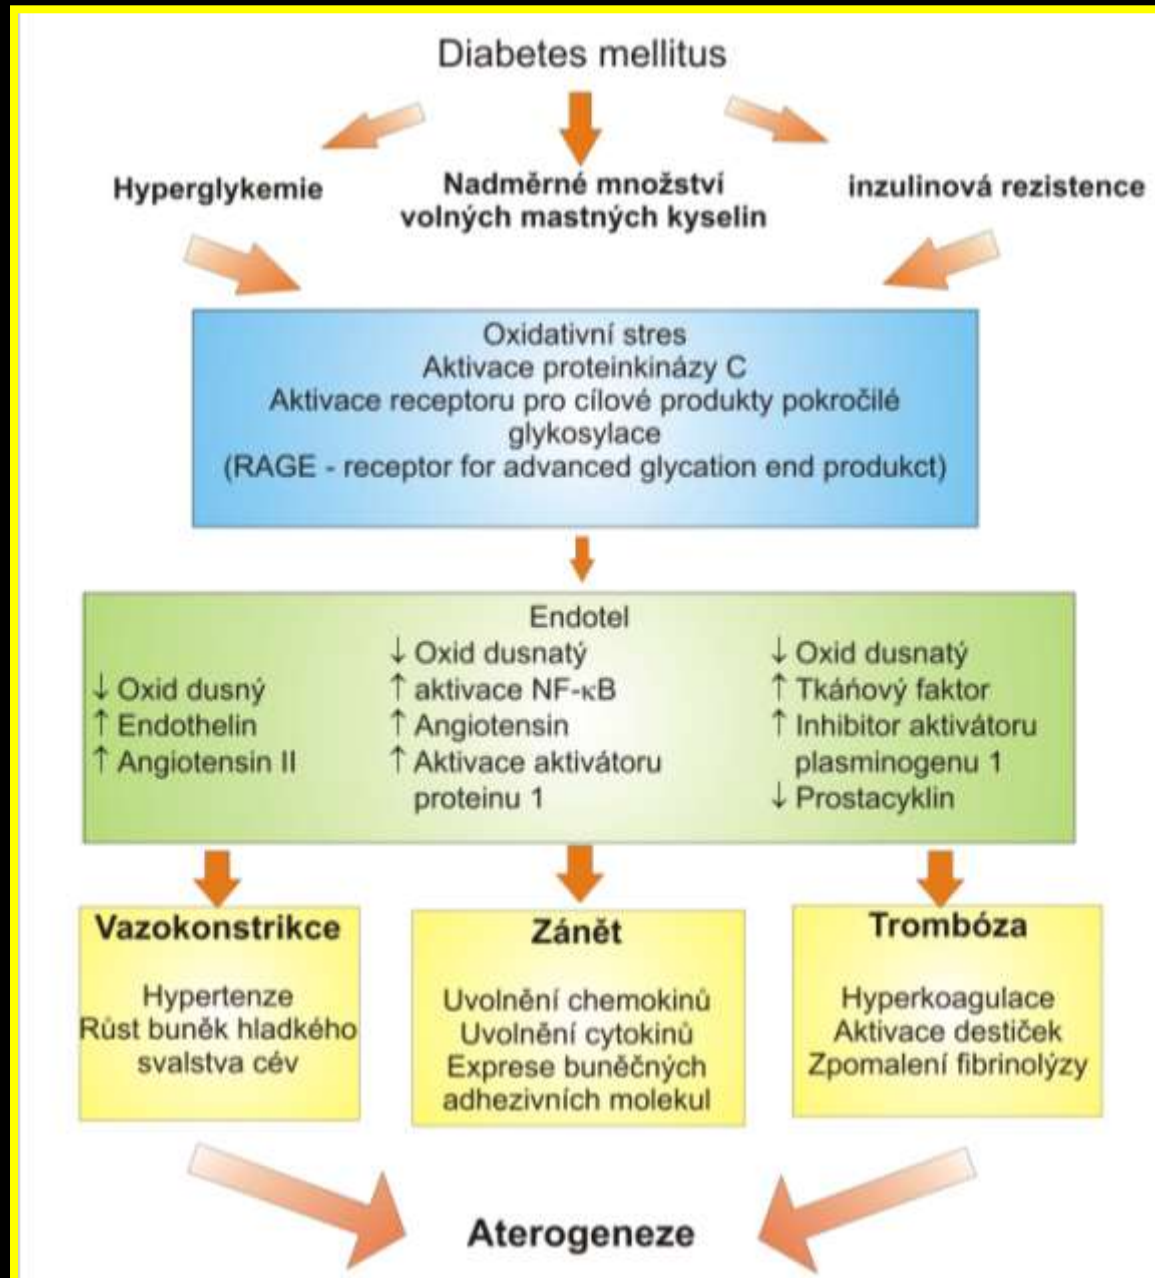 Diabetes mellitus
Hyperglykemie
Nadměrné množství
volných mastných kyselin
inzulinová rezistence
Oxidativní stres
Aktivace proteinkinázy C
Aktivace receptoru pro cílové produkty pokročilé
glykosylace
(RAGE - receptor for advanced glycation end produkct)
Endotel
↓ Oxid dusný
↑ Endothelin
↑ Angiotensin II
↓ Oxid dusnatý
↑ aktivace NF-κB
↑ Angiotensin
↑ Aktivace aktivátoru
proteinu 1
↓ Oxid dusnatý
↑ Tkáňový faktor
↑ Inhibitor aktivátoru
plasminogenu 1
↓ Prostacyklin
Vazokonstrikce
Hypertenze
Růst buněk hladkého
svalstva cév
Zánět
Uvolnění chemokinů
Uvolnění cytokinů
Exprese buněčných
adhezivních molekul
Trombóza
Hyperkoagulace
Aktivace destiček
Zpomalení fibrinolýzy
Aterogeneze